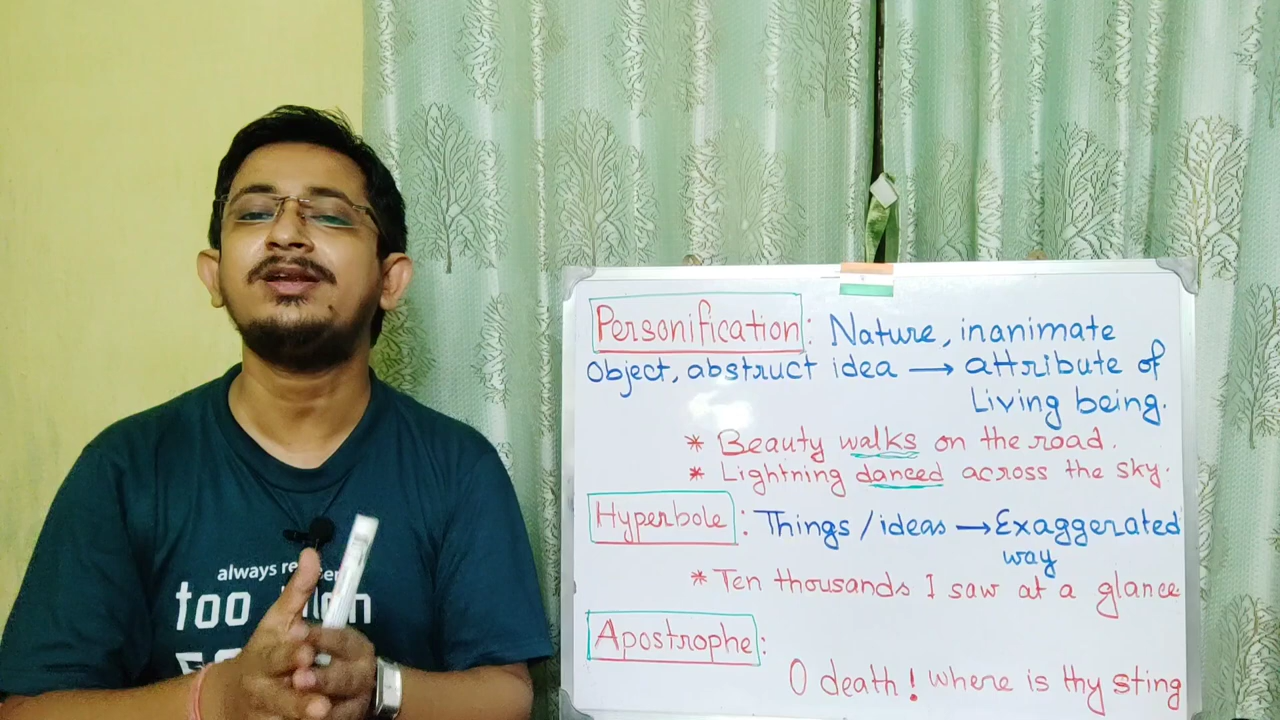 always
too
Personification: Nature, inanimate
object, abstruct idea → attribute of
Living being.
* Beauty walks on the road.
* Lightning danced across the sky.
Hyperbole: Things/ideas → Exaggerated
way
* Ten thousands I saw at a glance
Apostrophe:
O death! where is thy sting